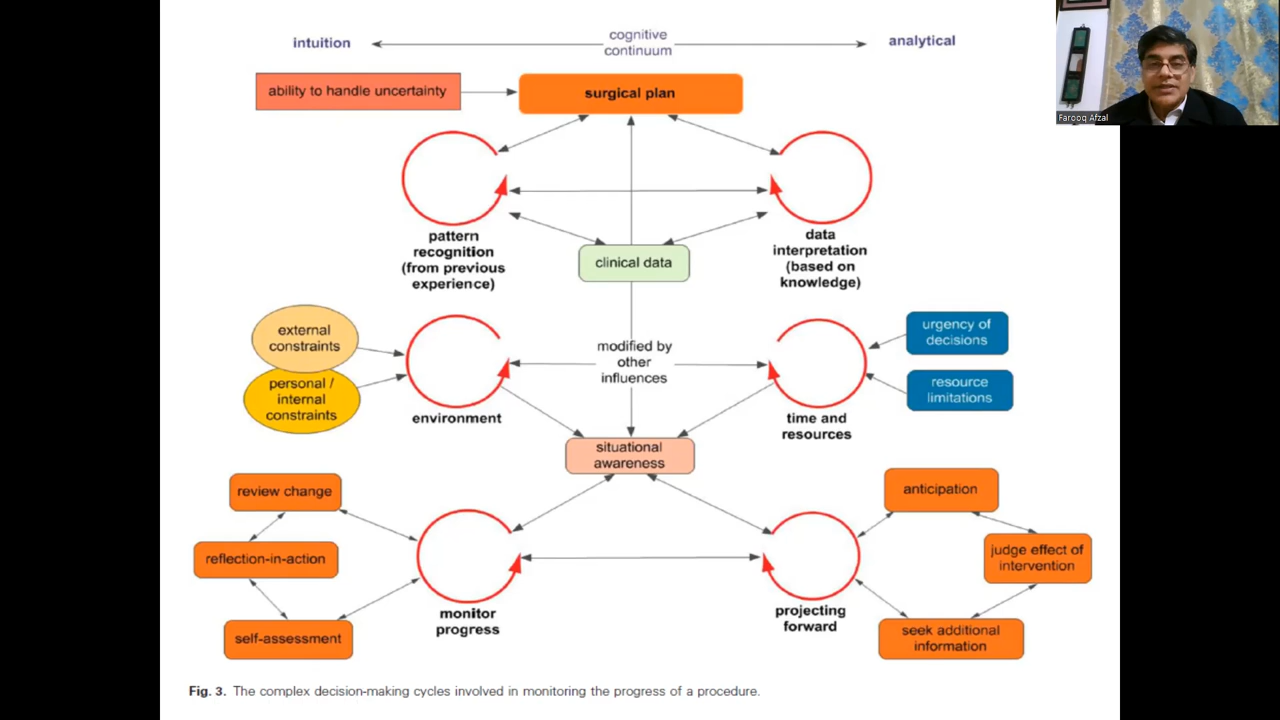 cognitive
continuum
intuition
analytical
ability to handle uncertainty
surgical plan
pattern
recognition
(from previous
experience)
clinical data
data
interpretation
(based on
knowledge)
external
constraints
personal /
internal
constraints
environment
modified by
other
influences
time and
resources
urgency of
decisions
resource
limitations
situational
awareness
review change
reflection-in-action
self-assessment
monitor
progress
projecting
forward
anticipation
judge effect of
intervention
seek additional
information
Fig. 3. The complex decision-making cycles involved in monitoring the progress of a procedure.
Farooq Afzal